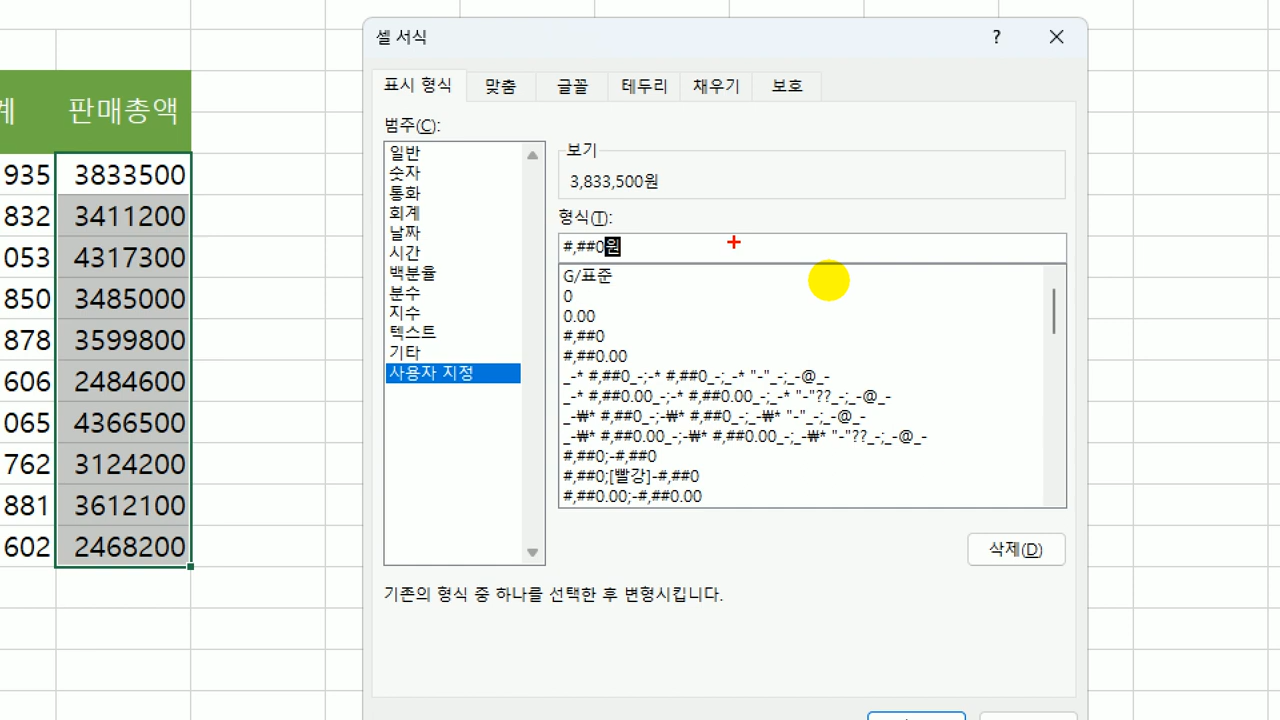 셀 서식 ?
표시 형식 맞춤 글꼴 테두리 채우기 보호
계 판매총액
935 3833500
832 3411200
053 4317300
850 3485000
878 3599800
606 2484600
065 4366500
762 3124200
881 3612100
602 2468200
범주(C):
일반
숫자
통화
회계
날짜
시간
백분율
분수
지수
텍스트
기타
사용자 지정
보기
3,833,500원
형식(T):
#,##0원
G/표준
0
0.00
#,##0
#,##0.00
_-* #,##0_-;-* #,##0_-;_-* "-"_-;_-@_-
_-* #,##0.00_-;-* #,##0.00_-;_-* "-"??_-;_-@_-
_-₩* #,##0_-;-₩* #,##0_-;_-₩* "-"_-;_-@_-
_-₩* #,##0.00_-;-₩* #,##0.00_-;_-₩* "-"??_-;_-@_-
#,##0;-#,##0
#,##0;[빨강]-#,##0
#,##0.00;-#,##0.00
삭제(D)
기존의 형식 중 하나를 선택한 후 변형시킵니다.